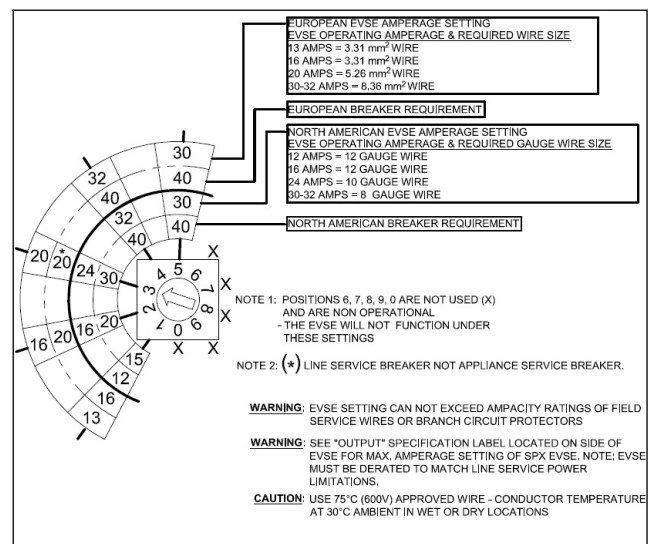 EUROPEAN EVSE AMPERAGE SETTING
EVSE OPERATING AMPERAGE & REQUIRED WIRE SIZE
13 AMPS = 3.31 mm² WIRE
16 AMPS = 3.31 mm² WIRE
20 AMPS = 5.26 mm² WIRE
30-32 AMPS = 8.36 mm² WIRE
EUROPEAN BREAKER REQUIREMENT
NORTH AMERICAN EVSE AMPERAGE SETTING
EVSE OPERATING AMPERAGE & REQUIRED GAUGE WIRE SIZE
12 AMPS = 12 GAUGE WIRE
16 AMPS = 12 GAUGE WIRE
24 AMPS = 10 GAUGE WIRE
30-32 AMPS = 8 GAUGE WIRE
NORTH AMERICAN BREAKER REQUIREMENT
30
40
30
40
32
40
32
40
20
*
20
24
30
16
20
16
20
13
16
12
15
0 1 2 3 4 5 6 7 8 9
X
X
X
X
X
NOTE 1: POSITIONS 6, 7, 8, 9, 0 ARE NOT USED (X)
AND ARE NON OPERATIONAL
- THE EVSE WILL NOT FUNCTION UNDER
THESE SETTINGS
NOTE 2: (*) LINE SERVICE BREAKER NOT APPLIANCE SERVICE BREAKER.
WARNING: EVSE SETTING CAN NOT EXCEED AMPACITY RATINGS OF FIELD
SERVICE WIRES OR BRANCH CIRCUIT PROTECTORS
WARNING: SEE "OUTPUT" SPECIFICATION LABEL LOCATED ON SIDE OF
EVSE FOR MAX. AMPERAGE SETTING OF SPX EVSE. NOTE: EVSE
MUST BE DERATED TO MATCH LINE SERVICE POWER
LIMITATIONS.
CAUTION: USE 75°C (600V) APPROVED WIRE - CONDUCTOR TEMPERATURE
AT 30°C AMBIENT IN WET OR DRY LOCATIONS